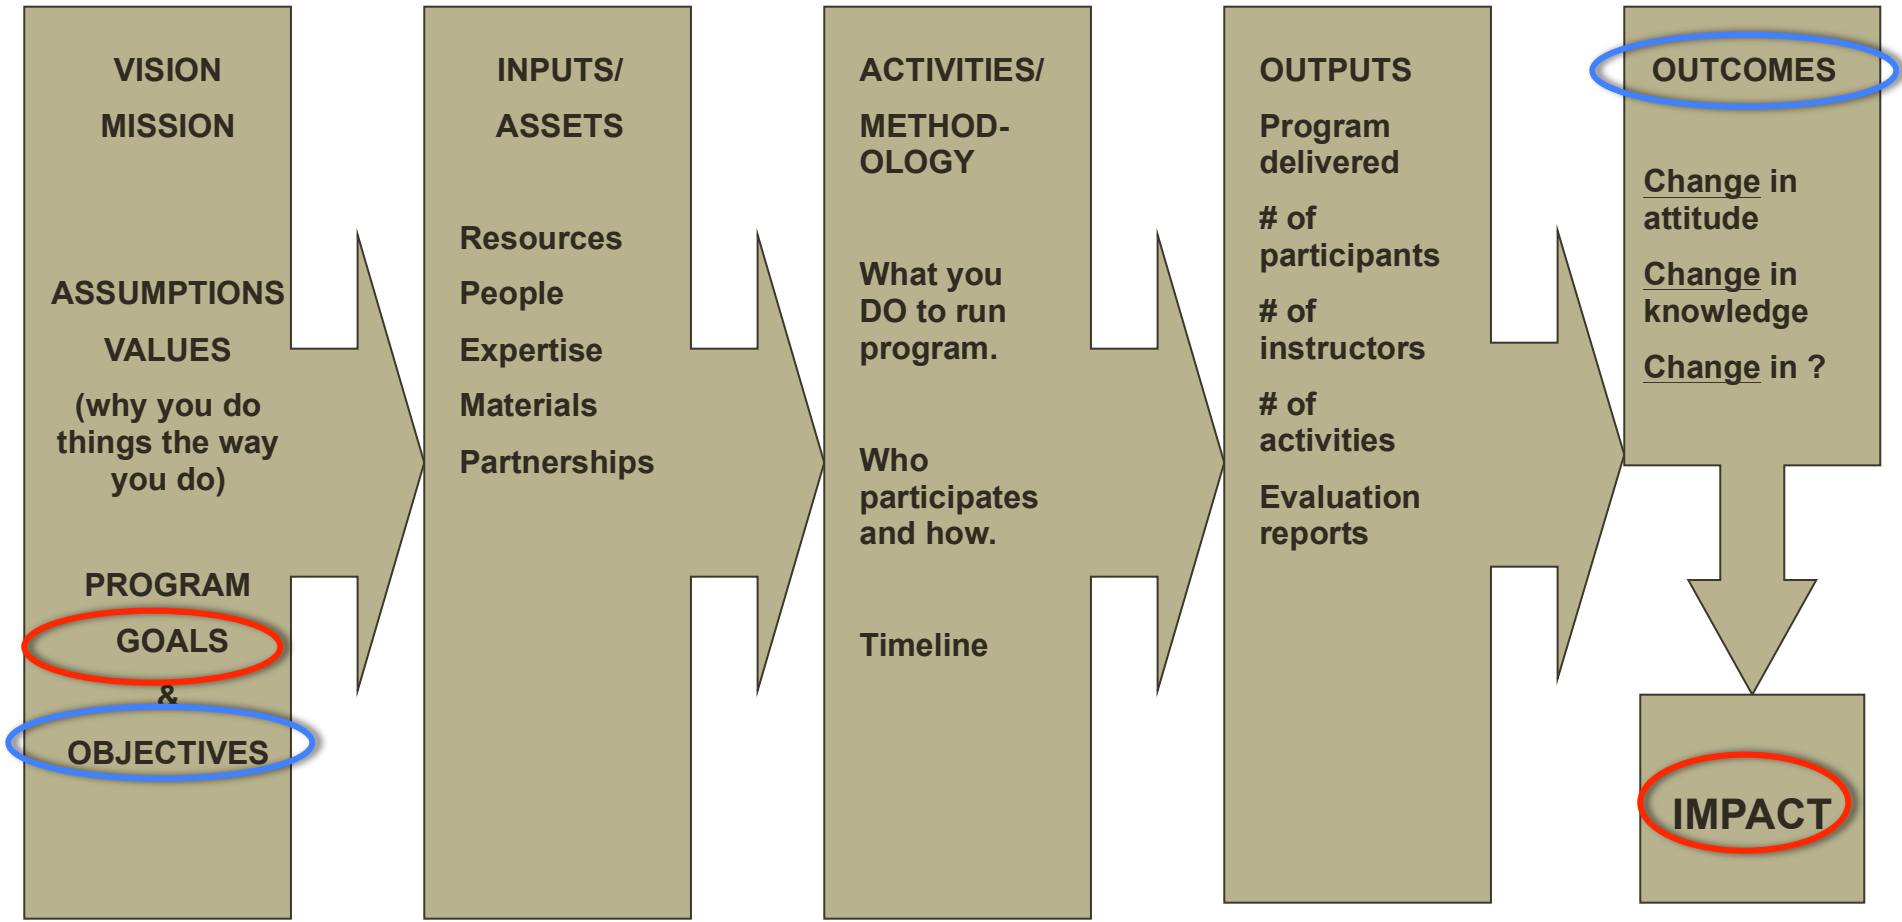 VISION
MISSION
ASSUMPTIONS
VALUES
(why you do
things the way
you do)
PROGRAM
GOALS
&
OBJECTIVES
INPUTS/
ASSETS
Resources
People
Expertise
Materials
Partnerships
ACTIVITIES/
METHOD-
OLOGY
What you
DO to run
program.
Who
participates
and how.
Timeline
OUTPUTS
Program
delivered
# of
participants
# of
instructors
# of
activities
Evaluation
reports
OUTCOMES
Change in
attitude
Change in
knowledge
Change in ?
IMPACT